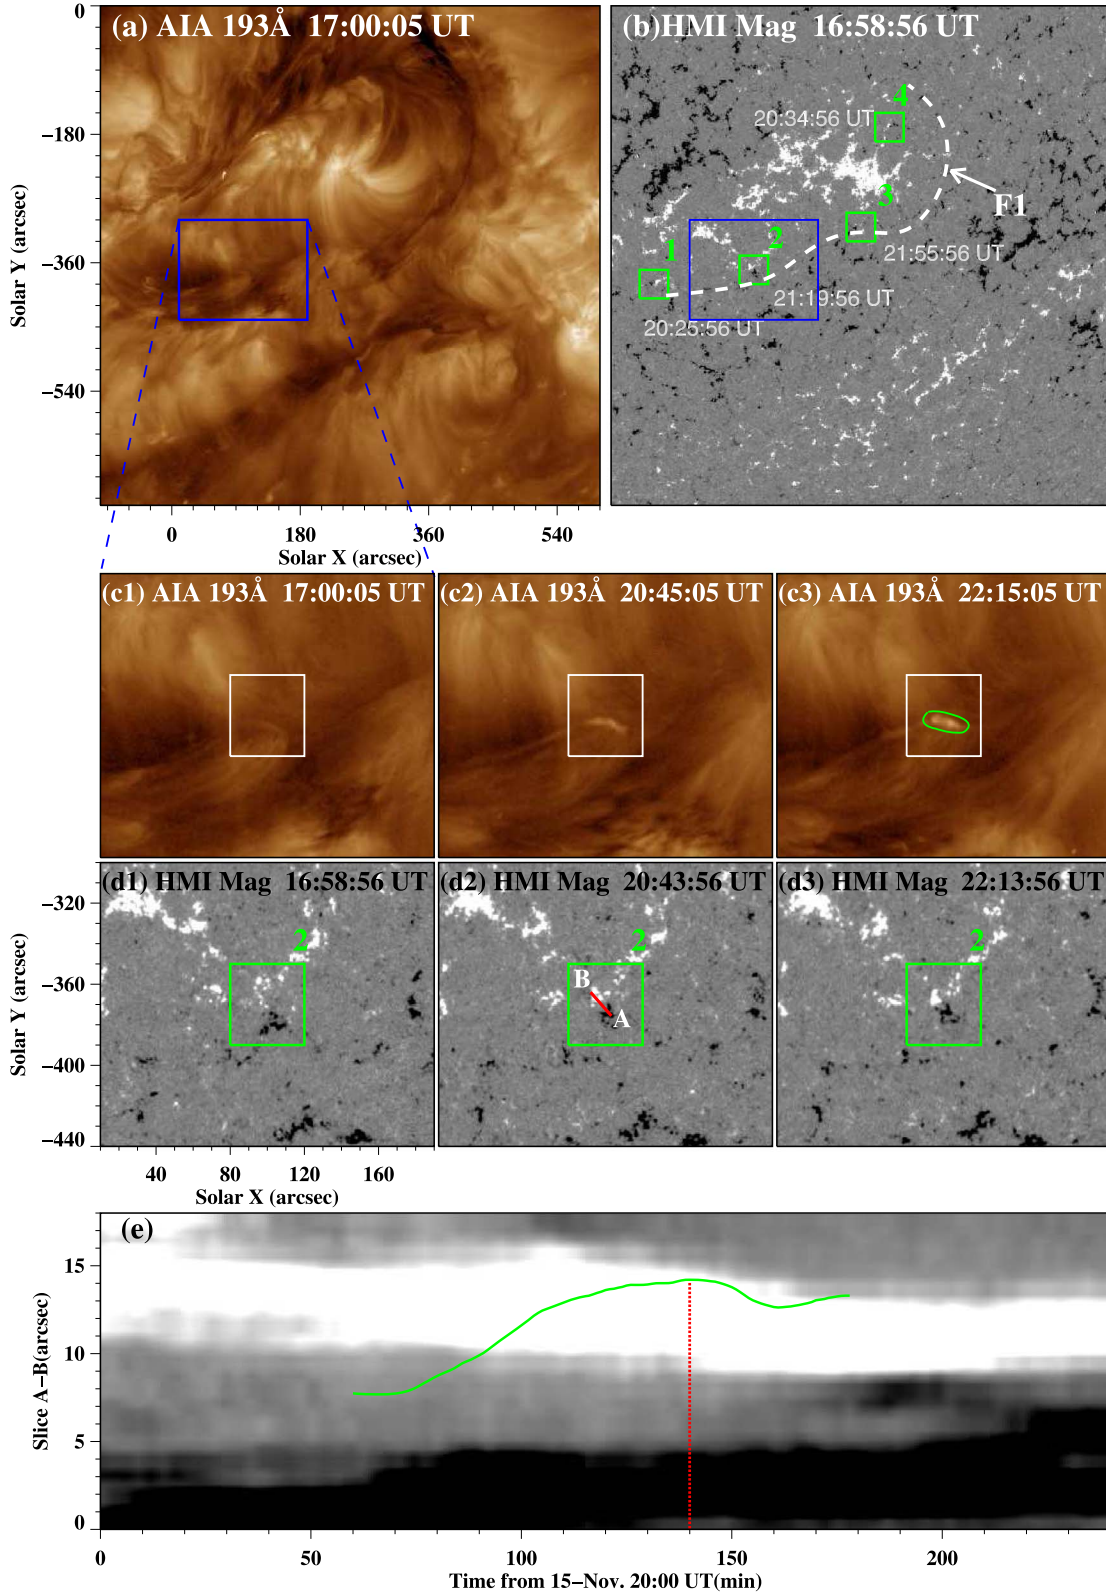 (a) AIA 193Å 17:00:05 UT
(b)HMI Mag 16:58:56 UT
0
−180
−360
−540
Solar Y (arcsec)
0 180 360 540
Solar X (arcsec)
4
20:34:56 UT
F1
3
21:55:56 UT
2
21:19:56 UT
1
20:25:56 UT
(c1) AIA 193Å 17:00:05 UT
(c2) AIA 193Å 20:45:05 UT
(c3) AIA 193Å 22:15:05 UT
(d1) HMI Mag 16:58:56 UT
(d2) HMI Mag 20:43:56 UT
(d3) HMI Mag 22:13:56 UT
2
2
B
A
2
−320
−360
−400
−440
Solar Y (arcsec)
40 80 120 160
Solar X (arcsec)
(e)
15
10
5
0
Slice A−B(arcsec)
0 50 100 150 200
Time from 15−Nov. 20:00 UT(min)